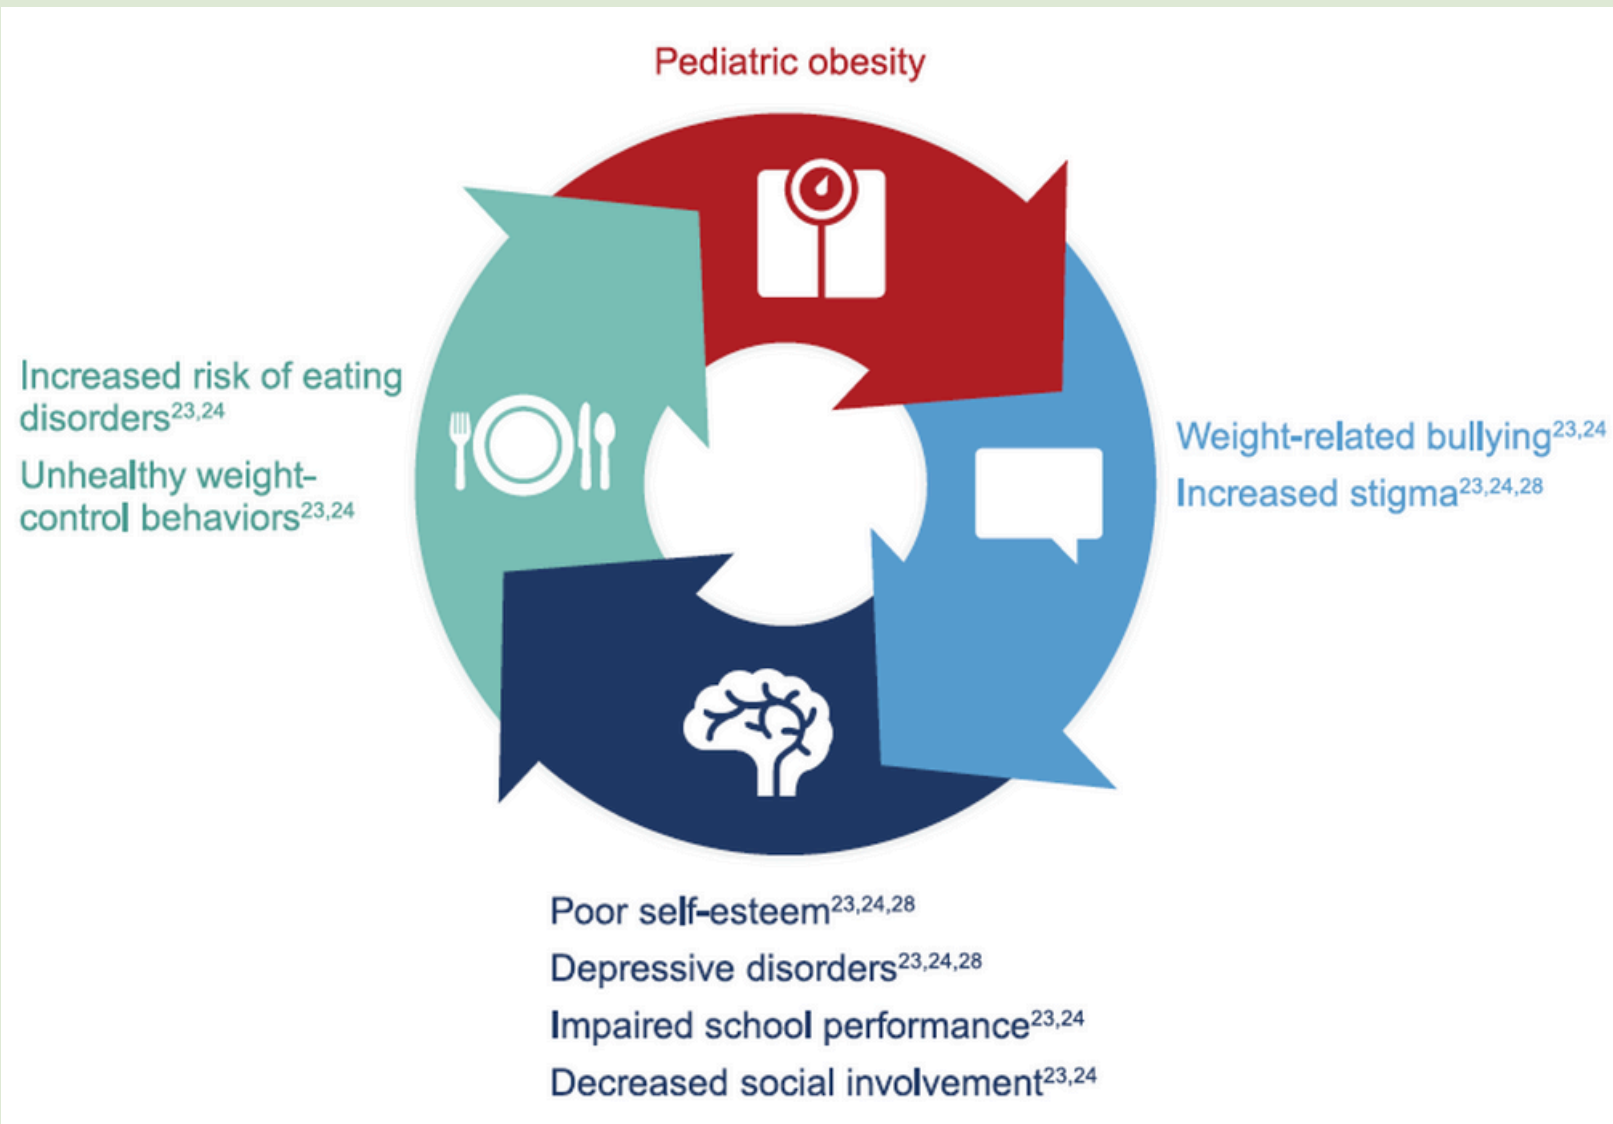 Pediatric obesity
Increased risk of eating
disorders23,24
Unhealthy weight-
control behaviors23,24
Weight-related bullying23,24
Increased stigma23,24,28
Poor self-esteem23,24,28
Depressive disorders23,24,28
Impaired school performance23,24
Decreased social involvement23,24